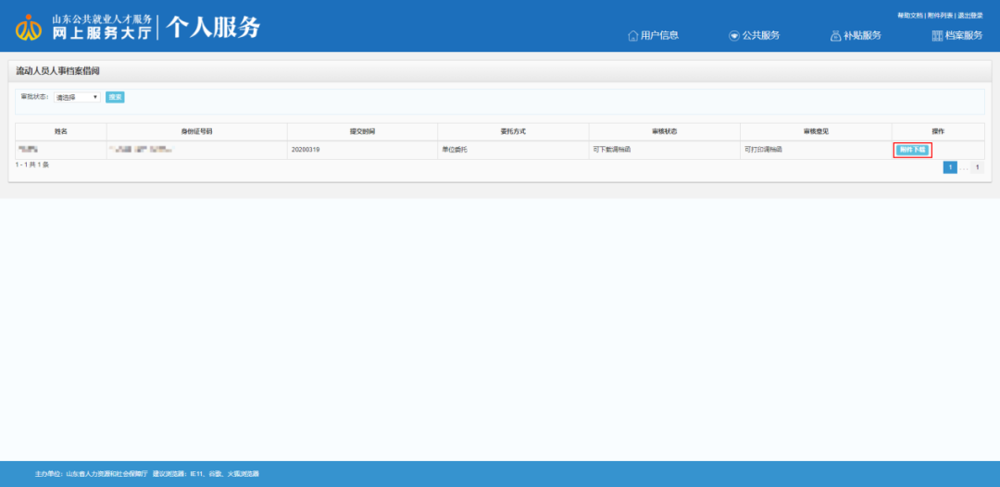 山东公共就业人才服务
网上服务大厅
个人服务
帮助文档 | 附件列表 | 退出登录
用户信息
公共服务
补贴服务
档案服务
流动人员人事档案借阅
审批状态： 请选择 搜索
姓名 身份证号码 提交时间 委托方式 审核状态 审核意见 操作
20200319 单位委托 可下载调档函 可打印调档函 附件下载
1 - 1 共 1 条
1 ... 1
主办单位：山东省人力资源和社会保障厅 建议浏览器：IE11、谷歌、火狐浏览器